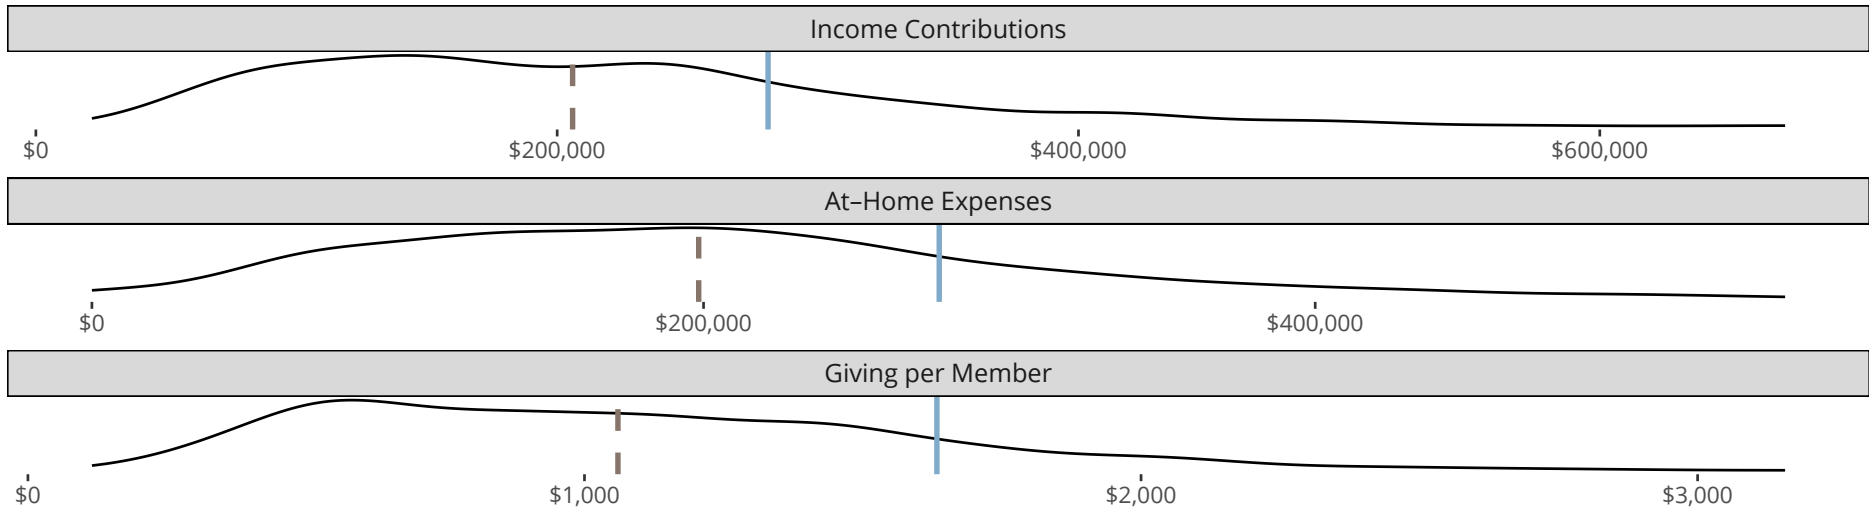 Income Contributions
$0 $200,000 $400,000 $600,000
At–Home Expenses
$0 $200,000 $400,000
Giving per Member
$0 $1,000 $2,000 $3,000